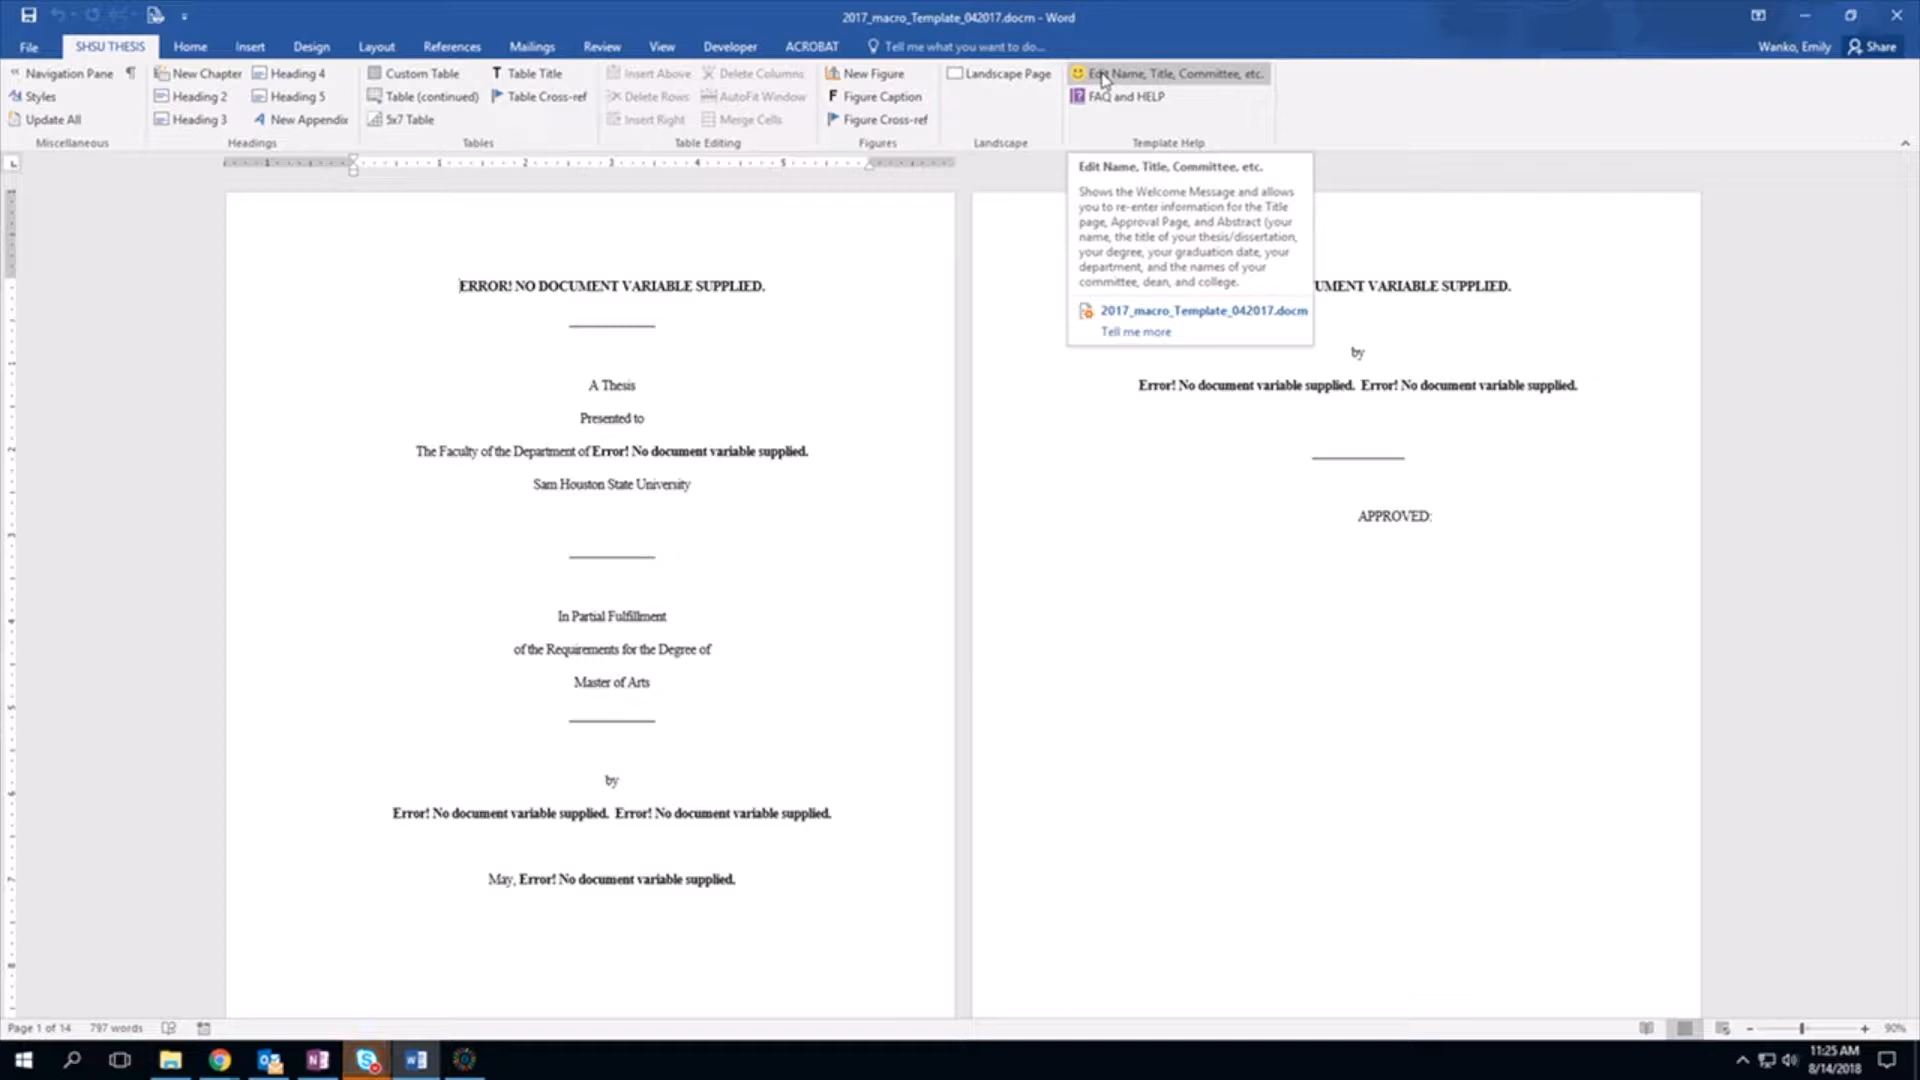 2017_macro_Template_042017.docm - Word
File
SHSU THESIS
Home
Insert
Design
Layout
References
Mailings
Review
View
Developer
ACROBAT
Tell me what you want to do...
Wanko, Emily
Share
Navigation Pane
Styles
Update All
Miscellaneous
New Chapter
Heading 2
Heading 3
Heading 4
Heading 5
New Appendix
Headings
Custom Table
Table (continued)
5x7 Table
Table Title
Table Cross-ref
Tables
Insert Above
Delete Rows
Insert Right
Delete Columns
AutoFit Window
Merge Cells
Table Editing
New Figure
Figure Caption
Figure Cross-ref
Figures
Landscape Page
Landscape
Edit Name, Title, Committee, etc.
FAQ and HELP
Template Help
Edit Name, Title, Committee, etc.
Shows the Welcome Message and allows
you to re-enter information for the Title
page, Approval Page, and Abstract (your
name, the title of your thesis/dissertation,
your degree, your graduation date, your
department, and the names of your
committee, dean, and college.
2017_macro_Template_042017.docm
Tell me more
ERROR! NO DOCUMENT VARIABLE SUPPLIED.
A Thesis
Presented to
The Faculty of the Department of Error! No document variable supplied.
Sam Houston State University
In Partial Fulfillment
of the Requirements for the Degree of
Master of Arts
by
Error! No document variable supplied. Error! No document variable supplied.
May, Error! No document variable supplied.
UMENT VARIABLE SUPPLIED.
by
Error! No document variable supplied. Error! No document variable supplied.
APPROVED:
Page 1 of 14
797 words
90%
11:25 AM
8/14/2018